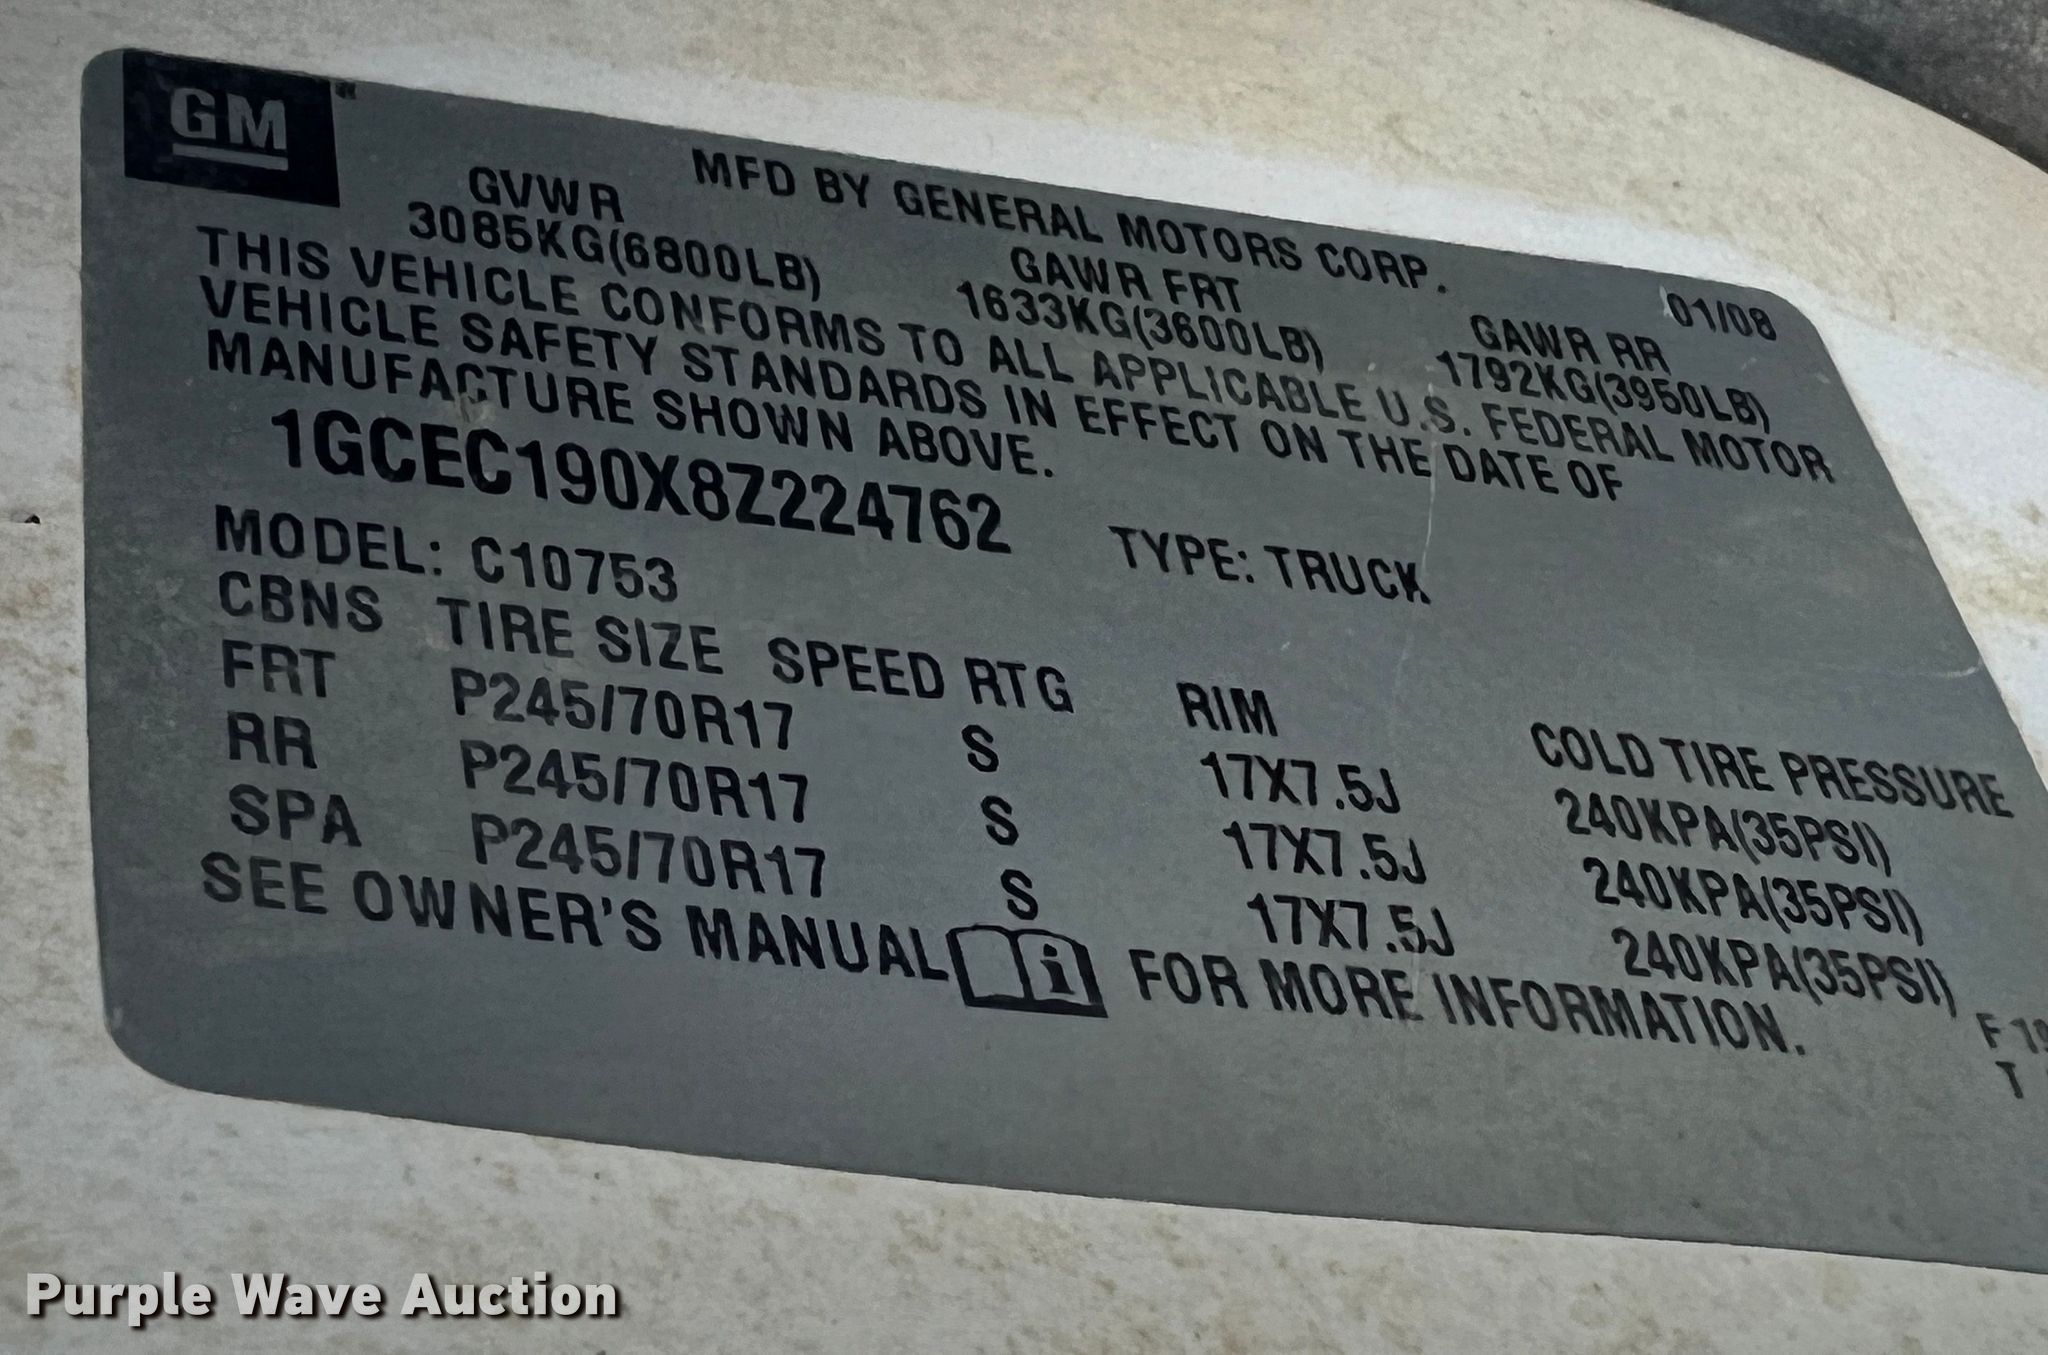 GM
MFD BY GENERAL MOTORS CORP. 01/08
GVWR GAWR FRT GAWR RR
3085KG(6800LB) 1633KG(3600LB) 1792KG(3950LB)
THIS VEHICLE CONFORMS TO ALL APPLICABLE U.S. FEDERAL MOTOR
VEHICLE SAFETY STANDARDS IN EFFECT ON THE DATE OF
MANUFACTURE SHOWN ABOVE.
1GCEC190X8Z224762 TYPE: TRUCK
MODEL: C10753
CBNS TIRE SIZE SPEED RTG RIM COLD TIRE PRESSURE
FRT P245/70R17 S 17X7.5J 240KPA(35PSI)
RR P245/70R17 S 17X7.5J 240KPA(35PSI)
SPA P245/70R17 S 17X7.5J 240KPA(35PSI)
SEE OWNER'S MANUAL i FOR MORE INFORMATION.
F
T
Purple Wave Auction